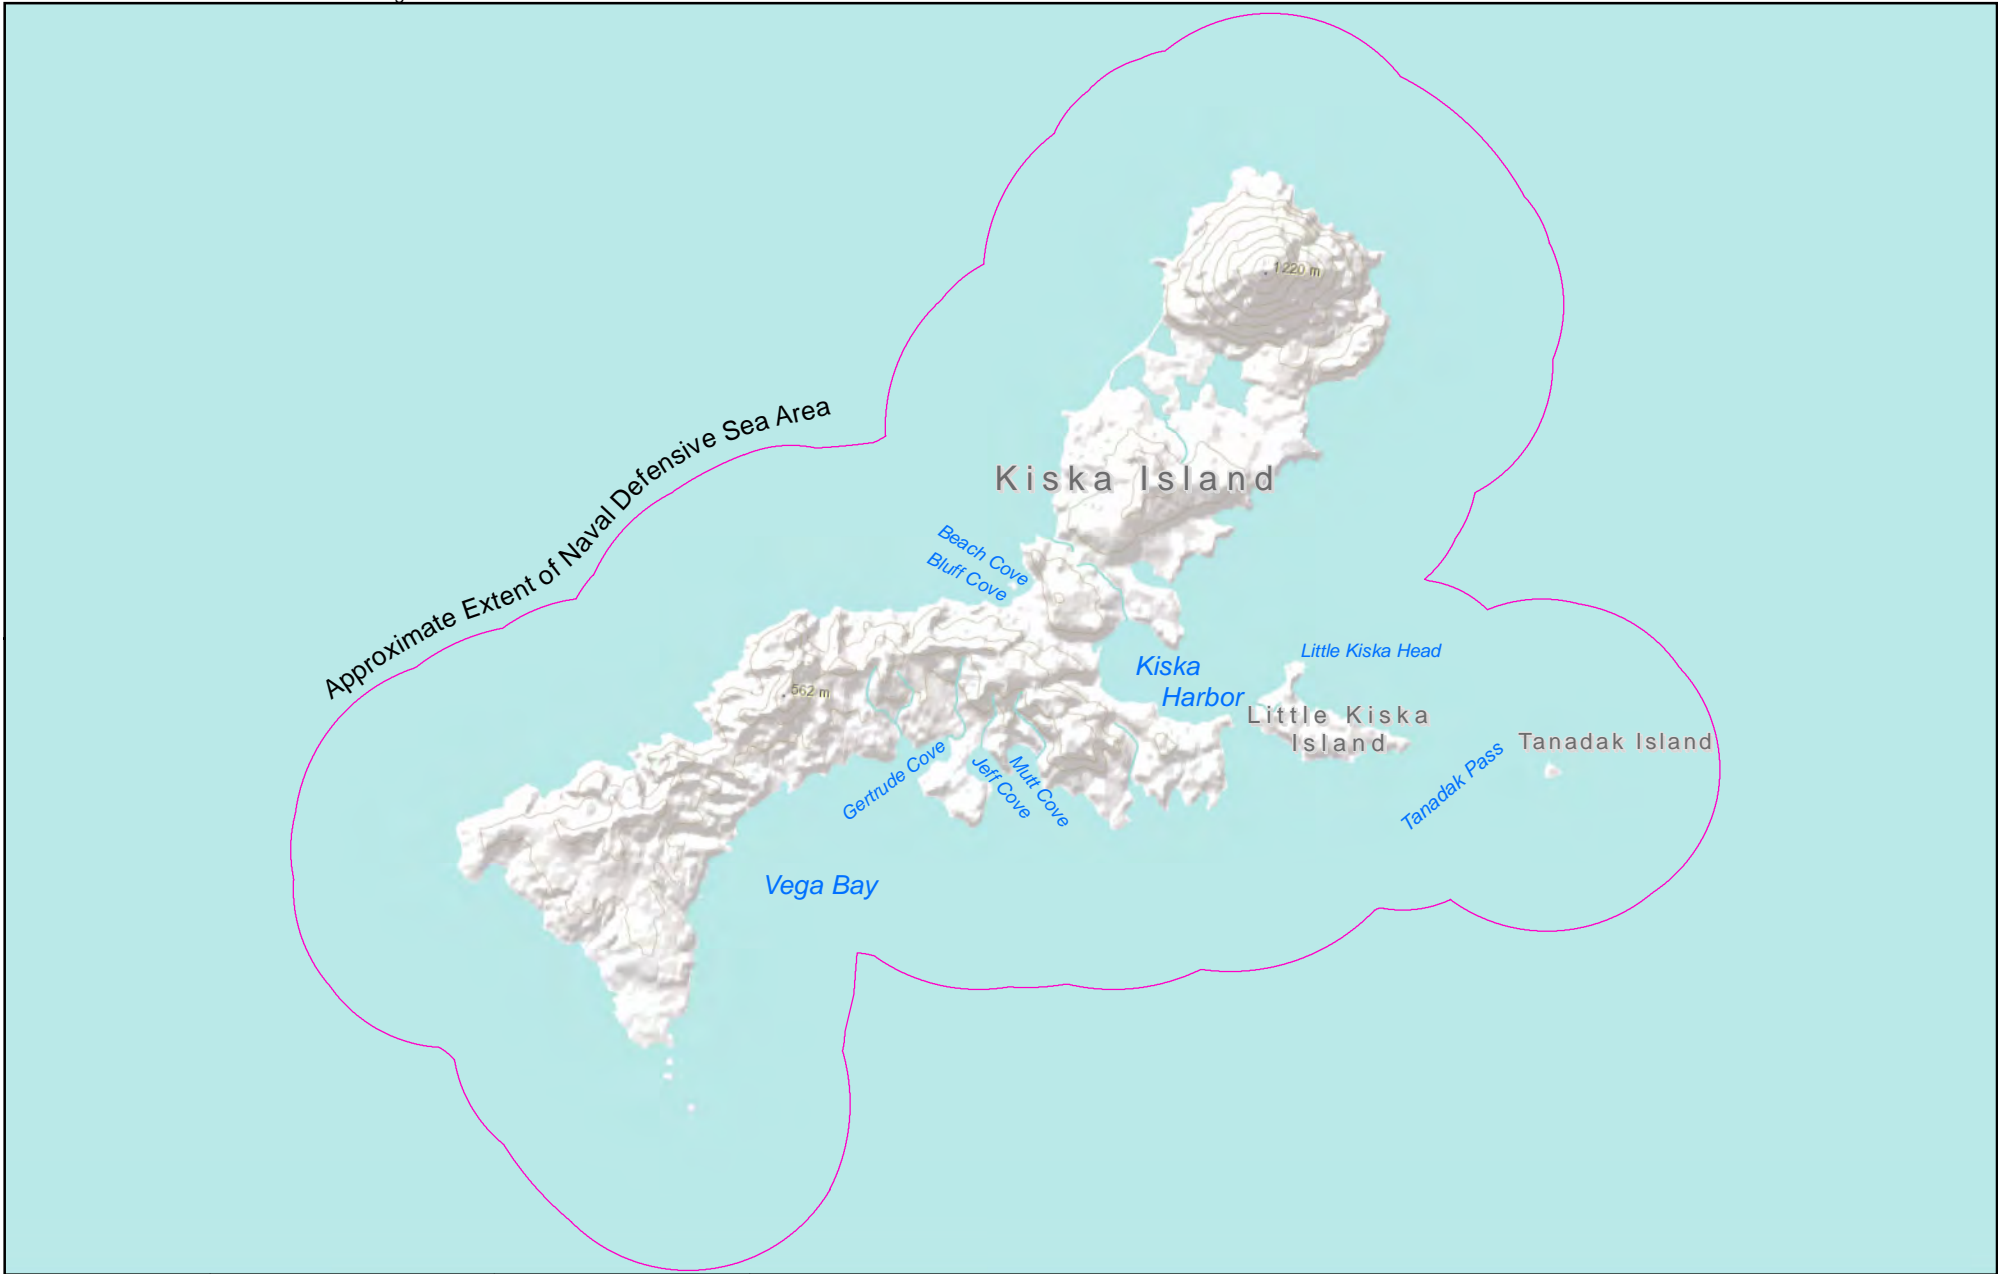 1220 m
Approximate Extent of Naval Defensive Sea Area
Kiska Island
Beach Cove
Bluff Cove
Little Kiska Head
Kiska
Harbor
562 m
Little Kiska
Island
Tanadak Island
Gertrude Cove
Jeff Cove
Mutt Cove
Tanadak Pass
Vega Bay